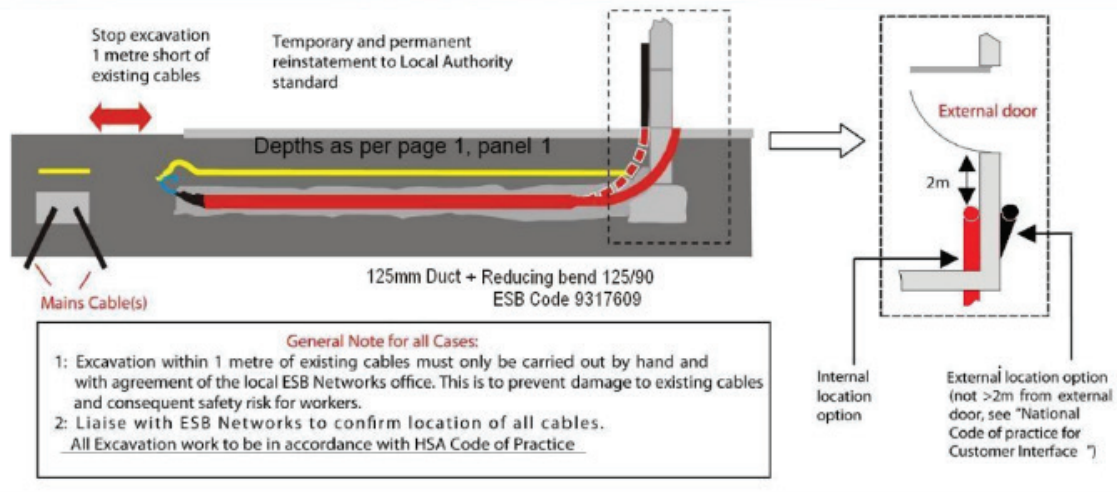 Stop excavation
1 metre short of
existing cables
Temporary and permanent
reinstatement to Local Authority
standard
Depths as per page 1, panel 1
125mm Duct + Reducing bend 125/90
ESB Code 9317609
Mains Cable(s)
External door
2m
Internal
location
option
External location option
(not >2m from external
door, see "National
Code of practice for
Customer Interface ")
General Note for all Cases:
1: Excavation within 1 metre of existing cables must only be carried out by hand and
with agreement of the local ESB Networks office. This is to prevent damage to existing cables
and consequent safety risk for workers.
2: Liaise with ESB Networks to confirm location of all cables.
All Excavation work to be in accordance with HSA Code of Practice